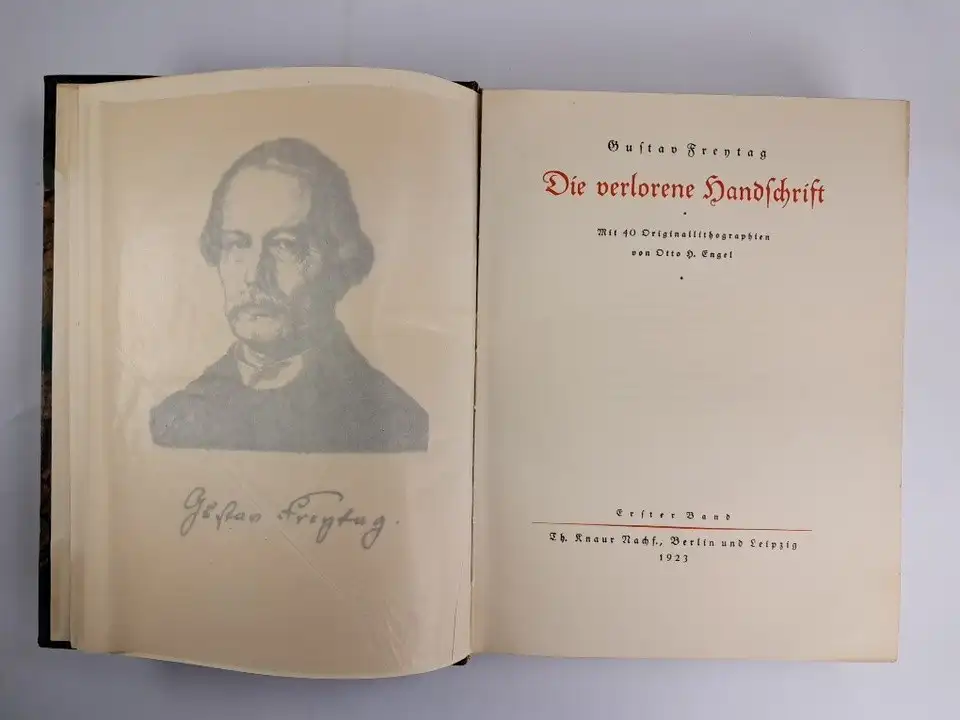 Gustav Freytag.
Gustav Freytag
Die verlorene Handschrift
Mit 40 Originallithographien
von Otto H. Engel
Erster Band
Th. Knaur Nachf., Berlin und Leipzig
1923